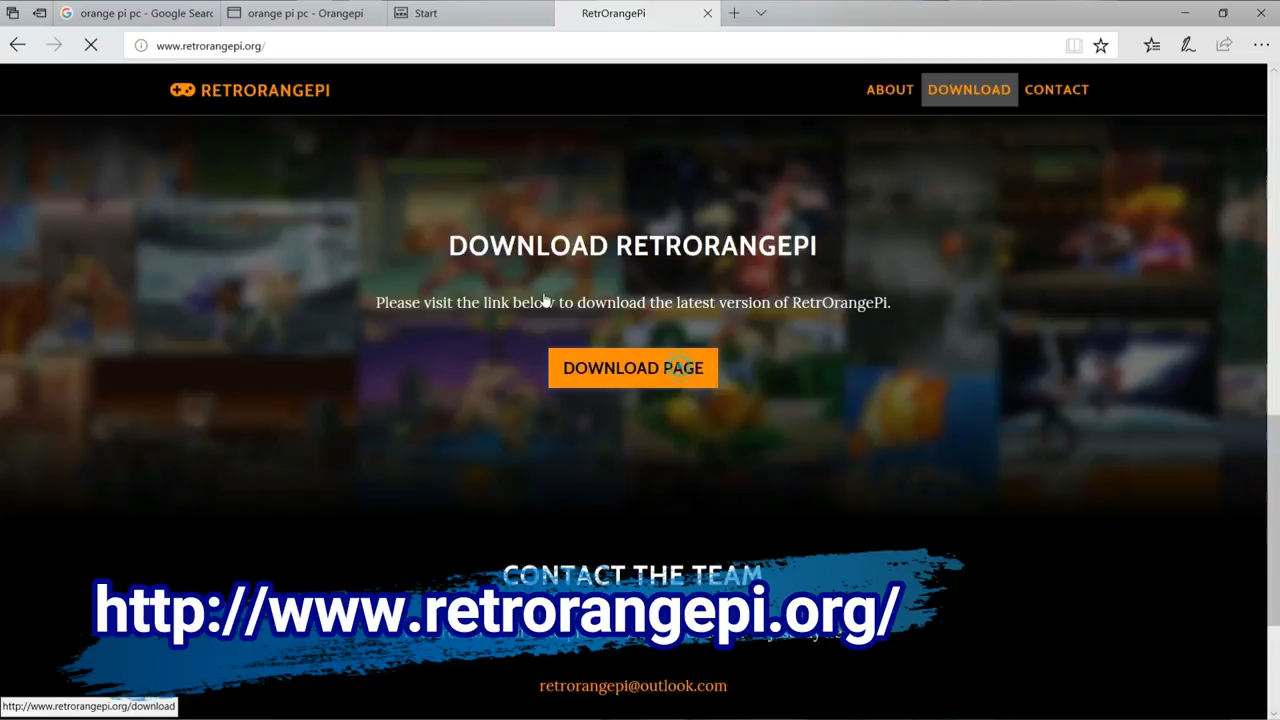 orange pi pc - Google Searc
orange pi pc - Orangepi
Start
RetrOrangePi
www.retrorangepi.org/
RETRORANGEPI
ABOUT
DOWNLOAD
CONTACT
DOWNLOAD RETRORANGEPI
Please visit the link below to download the latest version of RetrOrangePi.
DOWNLOAD PAGE
CONTACT THE TEAM
http://www.retrorangepi.org/
retrorangepi@outlook.com
http://www.retrorangepi.org/download